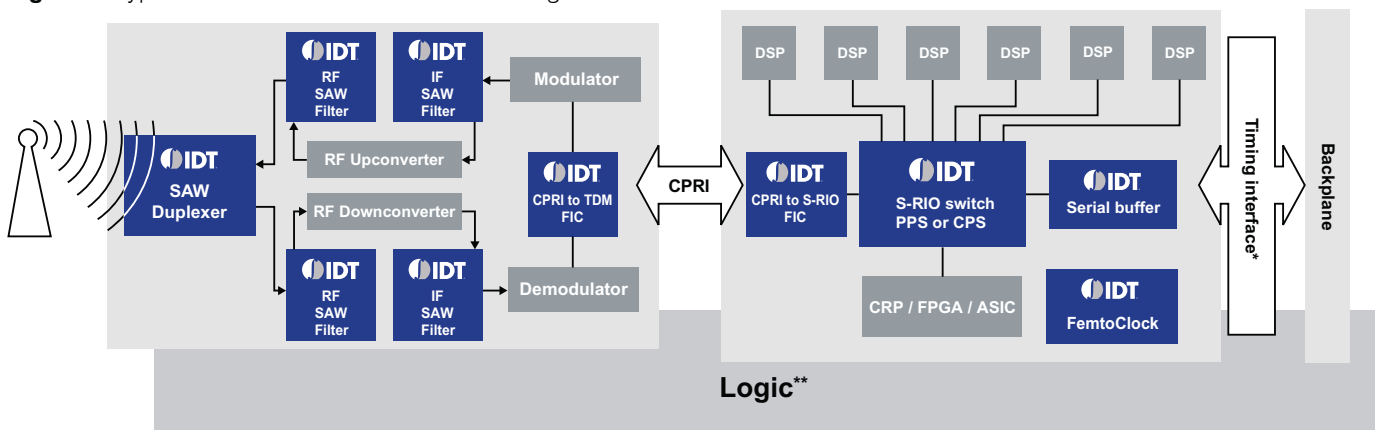 IDT
RF
SAW
Filter
IDT
IF
SAW
Filter
Modulator
RF Upconverter
IDT
SAW
Duplexer
RF Downconverter
IDT
CPRI to TDM
FIC
IDT
RF
SAW
Filter
IDT
IF
SAW
Filter
Demodulator
CPRI
DSP
DSP
DSP
DSP
DSP
DSP
IDT
CPRI to S-RIO
FIC
IDT
S-RIO switch
PPS or CPS
IDT
Serial buffer
CRP / FPGA / ASIC
IDT
FemtoClock
Timing interface*
Backplane
Logic**